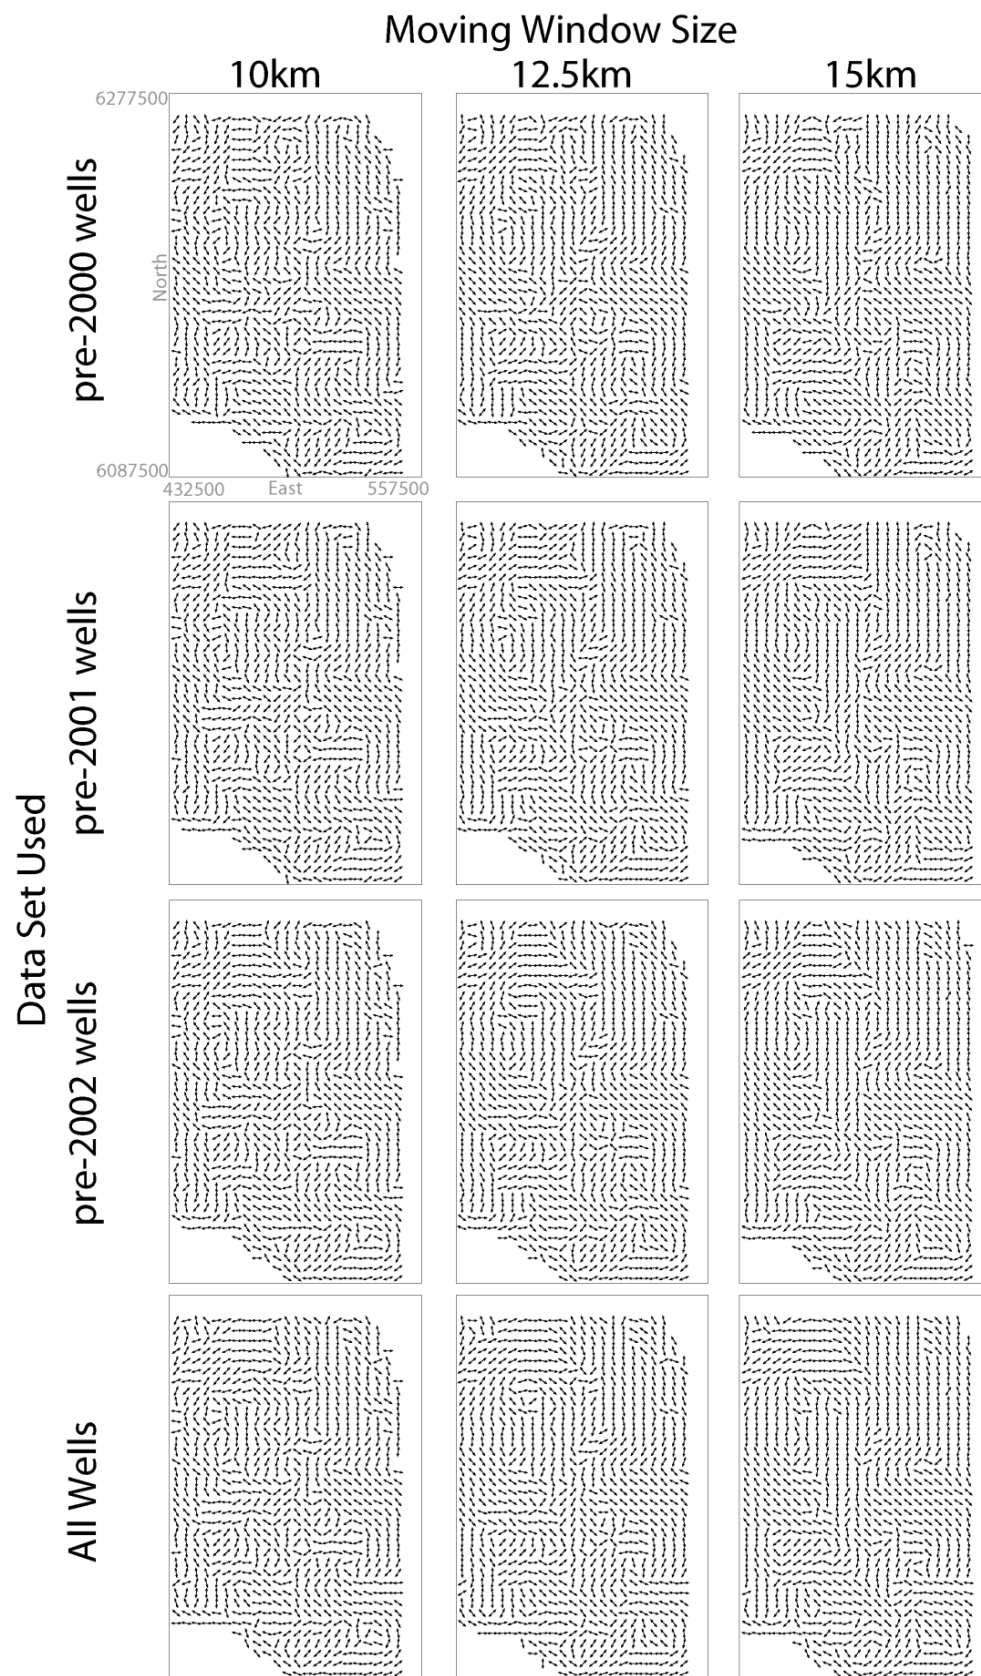 Moving Window Size
10km 12.5km 15km
6277500
pre-2000 wells
North
6087500
432500 East 557500
pre-2001 wells
Data Set Used
pre-2002 wells
All Wells